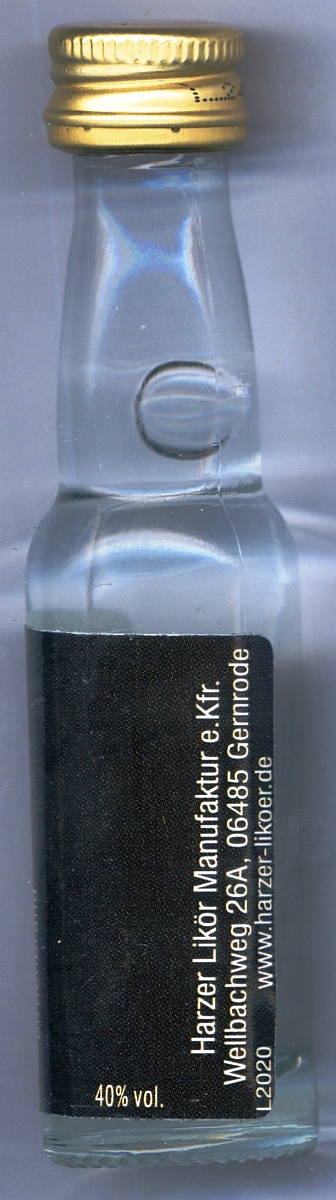 Harzer Likör Manufaktur e.Kfr.
Wellbachweg 26A, 06485 Gernrode
L2020 www.harzer-likoer.de
40% vol.